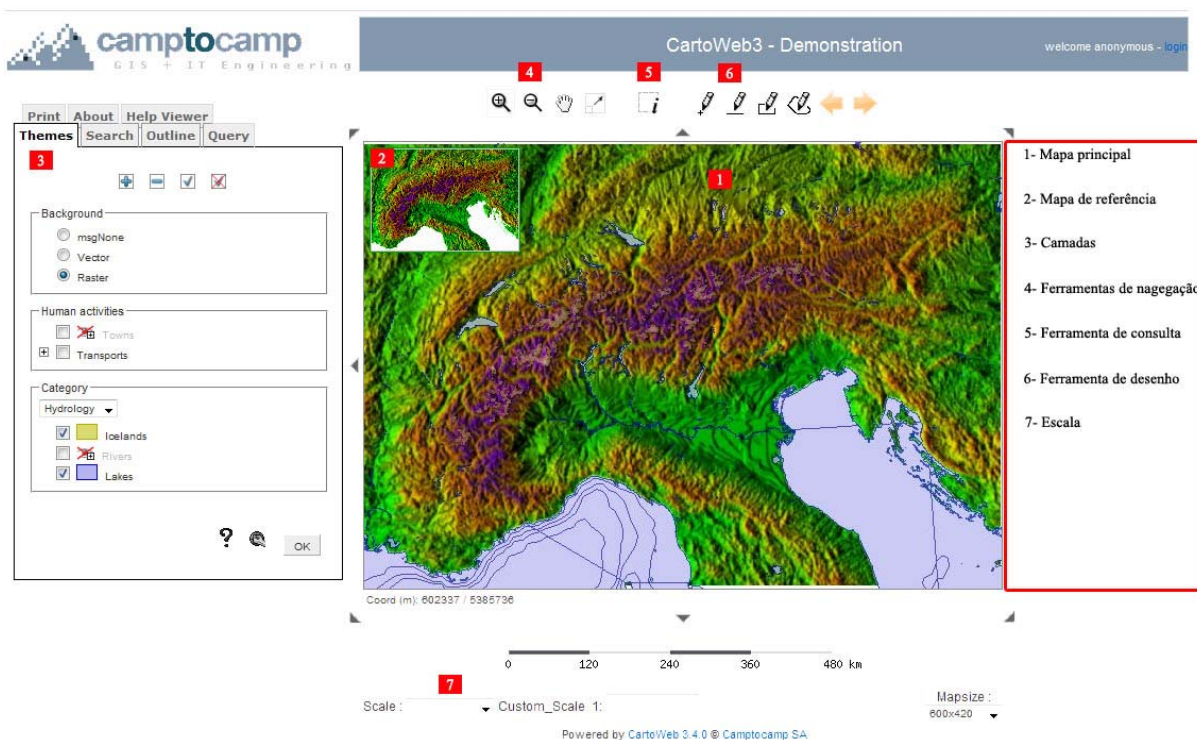 camptocamp
GIS + IT Engineering
CartoWeb3 - Demonstration
welcome anonymous - login
4
5
6
Print About Help Viewer
Themes Search Outline Query
3
Background
msgNone
Vector
Raster
Human activities
Towns
Transports
Category
Hydrology
Icelands
Rivers
Lakes
? OK
2
1
1- Mapa principal
2- Mapa de referência
3- Camadas
4- Ferramentas de nagegação
5- Ferramenta de consulta
6- Ferramenta de desenho
7- Escala
Coord (m): 602337 / 5385736
0 120 240 360 480 km
7
Scale : Custom_Scale 1:
Mapsize :
600x420
Powered by CartoWeb 3.4.0 © Camptocamp SA